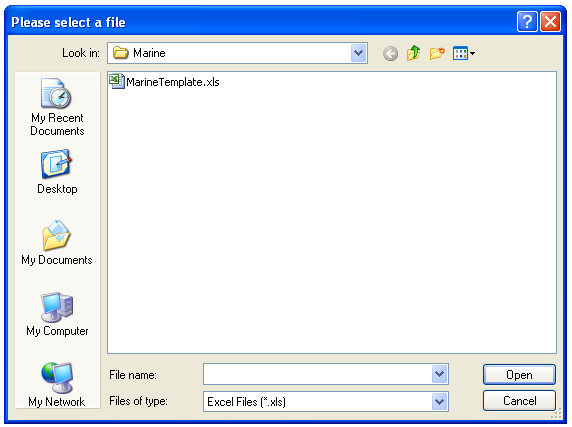 Please select a file
Look in: Marine
MarineTemplate.xls
My Recent
Documents
Desktop
My Documents
My Computer
My Network
File name:
Open
Files of type: Excel Files (*.xls)
Cancel